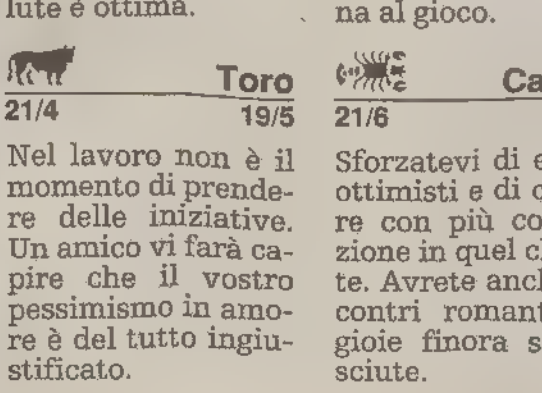 lute è ottima.
Toro
21/4 19/5
Nel lavoro non è il
momento di prende-
re delle iniziative.
Un amico vi farà ca-
pire che il vostro
pessimismo in amo-
re è del tutto ingiu-
stificato.
na al gioco.
Ca
21/6
Sforzatevi di e
ottimisti e di c
re con più co
zione in quel cl
te. Avrete ancl
contri romant
gioie finora s
sciute.